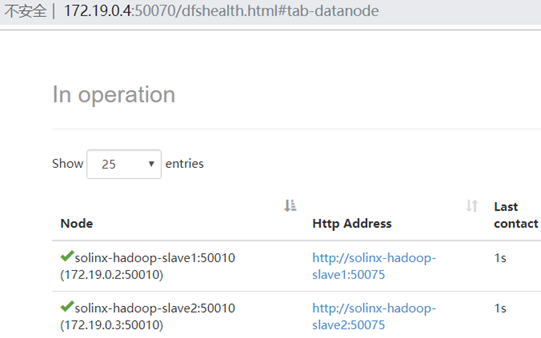 不安全 | 172.19.0.4:50070/dfshealth.html#tab-datanode
In operation
Show 25 entries
Node Http Address Last contact
solinx-hadoop-slave1:50010 http://solinx-hadoop- 1s
(172.19.0.2:50010) slave1:50075
solinx-hadoop-slave2:50010 http://solinx-hadoop- 1s
(172.19.0.3:50010) slave2:50075